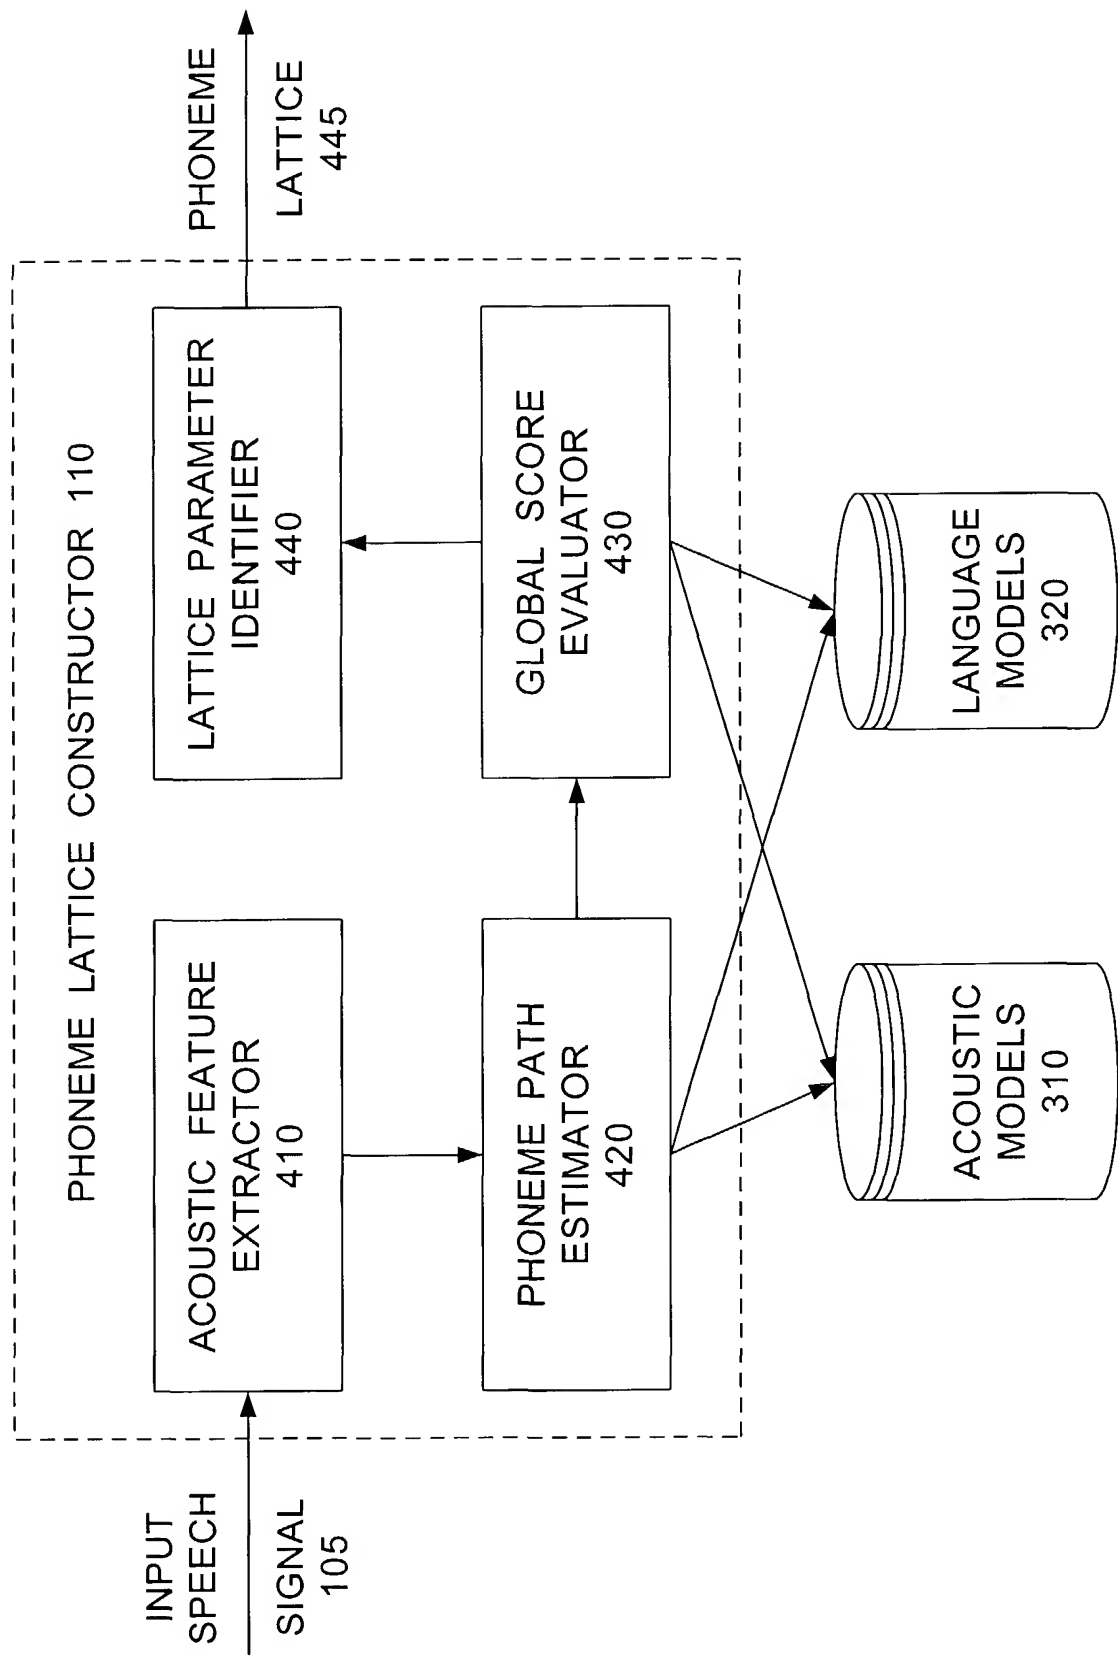 PHONEME LATTICE CONSTRUCTOR 110
INPUT
SPEECH
SIGNAL
105
ACOUSTIC FEATURE
EXTRACTOR
410
LATTICE PARAMETER
IDENTIFIER
440
PHONEME
LATTICE
445
PHONEME PATH
ESTIMATOR
420
GLOBAL SCORE
EVALUATOR
430
ACOUSTIC
MODELS
310
LANGUAGE
MODELS
320